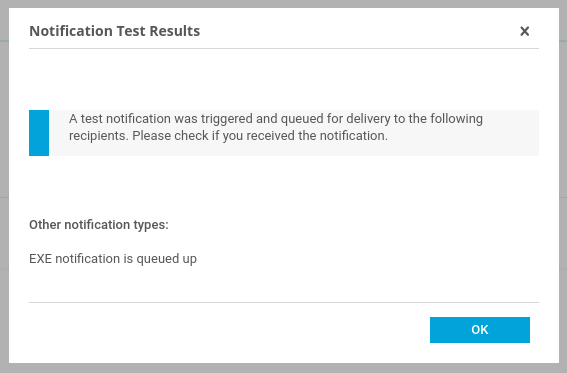 Notification Test Results
×
A test notification was triggered and queued for delivery to the following
recipients. Please check if you received the notification.
Other notification types:
EXE notification is queued up
OK